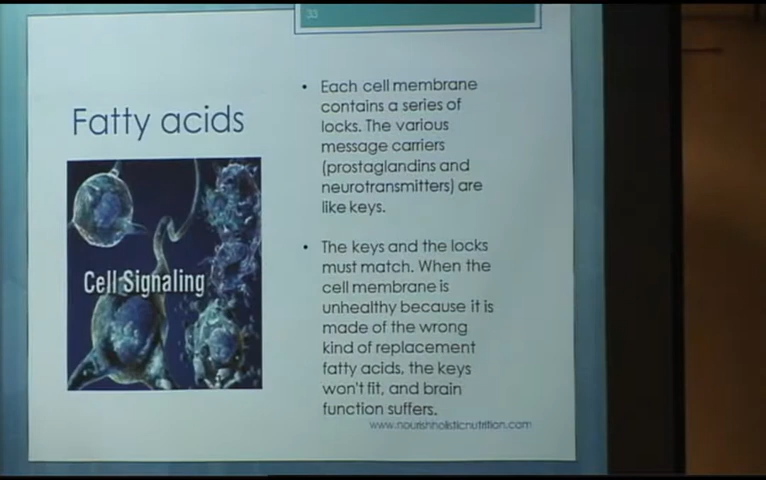 33
Fatty acids
Cell Signaling
• Each cell membrane
contains a series of
locks. The various
message carriers
(prostaglandins and
neurotransmitters) are
like keys.
• The keys and the locks
must match. When the
cell membrane is
unhealthy because it is
made of the wrong
kind of replacement
fatty acids, the keys
won't fit, and brain
function suffers.
www.nourishholisticnutrition.com